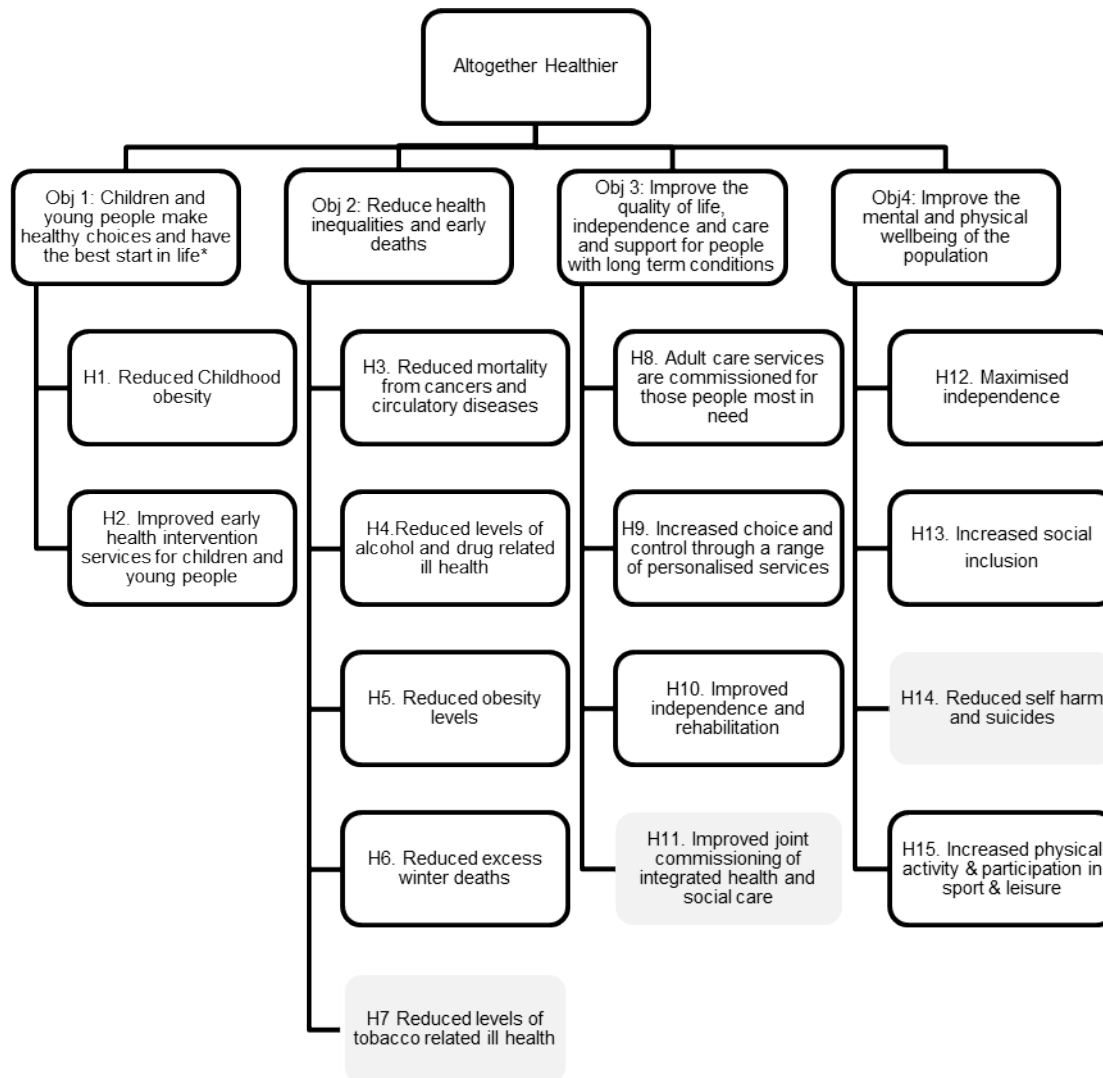 Altogether Healthier
Obj 1: Children and
young people make
healthy choices and have
the best start in life*
Obj 2: Reduce health
inequalities and early
deaths
Obj 3: Improve the
quality of life,
independence and care
and support for people
with long term conditions
Obj4: Improve the
mental and physical
wellbeing of the
population
H1. Reduced Childhood
obesity
H2. Improved early
health intervention
services for children and
young people
H3. Reduced mortality
from cancers and
circulatory diseases
H4.Reduced levels of
alcohol and drug related
ill health
H5. Reduced obesity
levels
H6. Reduced excess
winter deaths
H7 Reduced levels of
tobacco related ill health
H8. Adult care services
are commissioned for
those people most in
need
H9. Increased choice and
control through a range
of personalised services
H10. Improved
independence and
rehabilitation
H11. Improved joint
commissioning of
integrated health and
social care
H12. Maximised
independence
H13. Increased social
inclusion
H14. Reduced self harm
and suicides
H15. Increased physical
activity & participation in
sport & leisure